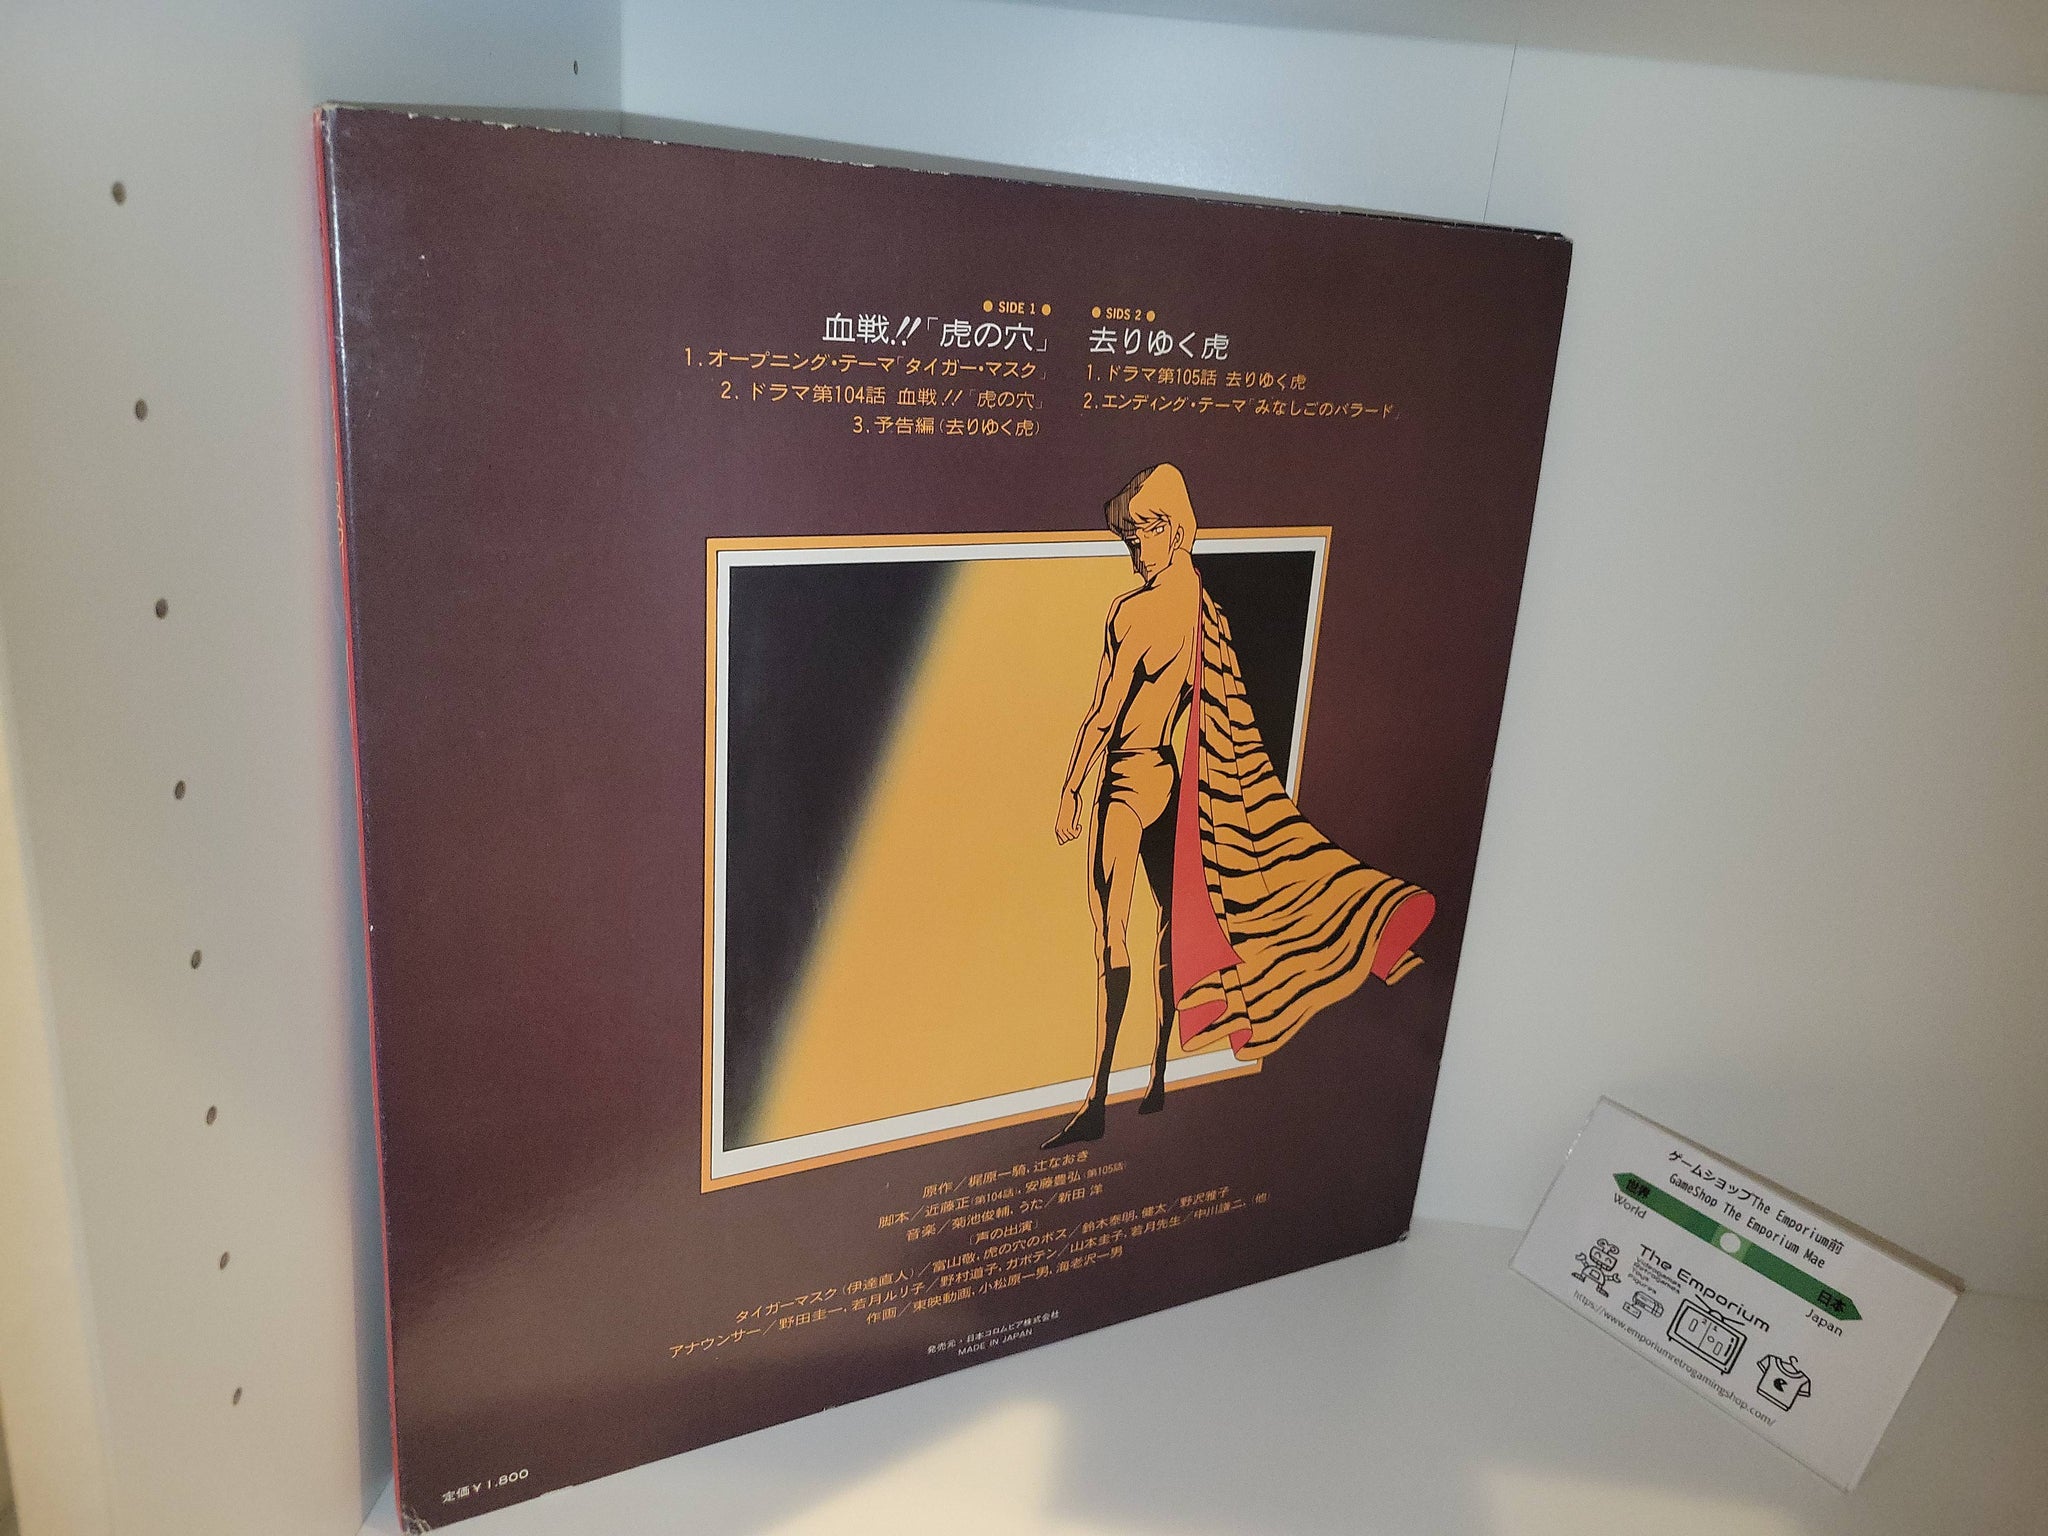 ● SIDE 1 ●
血戦!!「虎の穴」
1.オープニング・テーマ「タイガー・マスク」
2.ドラマ第104話 血戦!!「虎の穴」
3.予告編(去りゆく虎)
● SIDS 2 ●
去りゆく虎
1.ドラマ第105話 去りゆく虎
2.エンディング・テーマ「みなしごのバラード」
原作/梶原一騎,辻なおき
脚本/近藤正(第104話),安藤豊弘(第105話)
音楽/菊池俊輔,うた/新田 洋
〔声の出演〕
タイガーマスク(伊達直人)/富山敬,虎の穴のボス/鈴木泰明,健太/野沢雅子
アナウンサー/野田圭一,若月ルリ子/野村道子,ガボテン/山本圭子,若月先生/中川謙二,(他)
作画/東映動画,小松原一男,海老沢一男
発売元・日本コロムビア株式会社
MADE IN JAPAN
定価¥1,800
ゲームショップThe Emporium前
GameShop The Emporium Mae
世界
World
日本
Japan
The Emporium
Videogames
Retrogames
Toys
Figures
https://www.emporiumretrogamingshop.com/